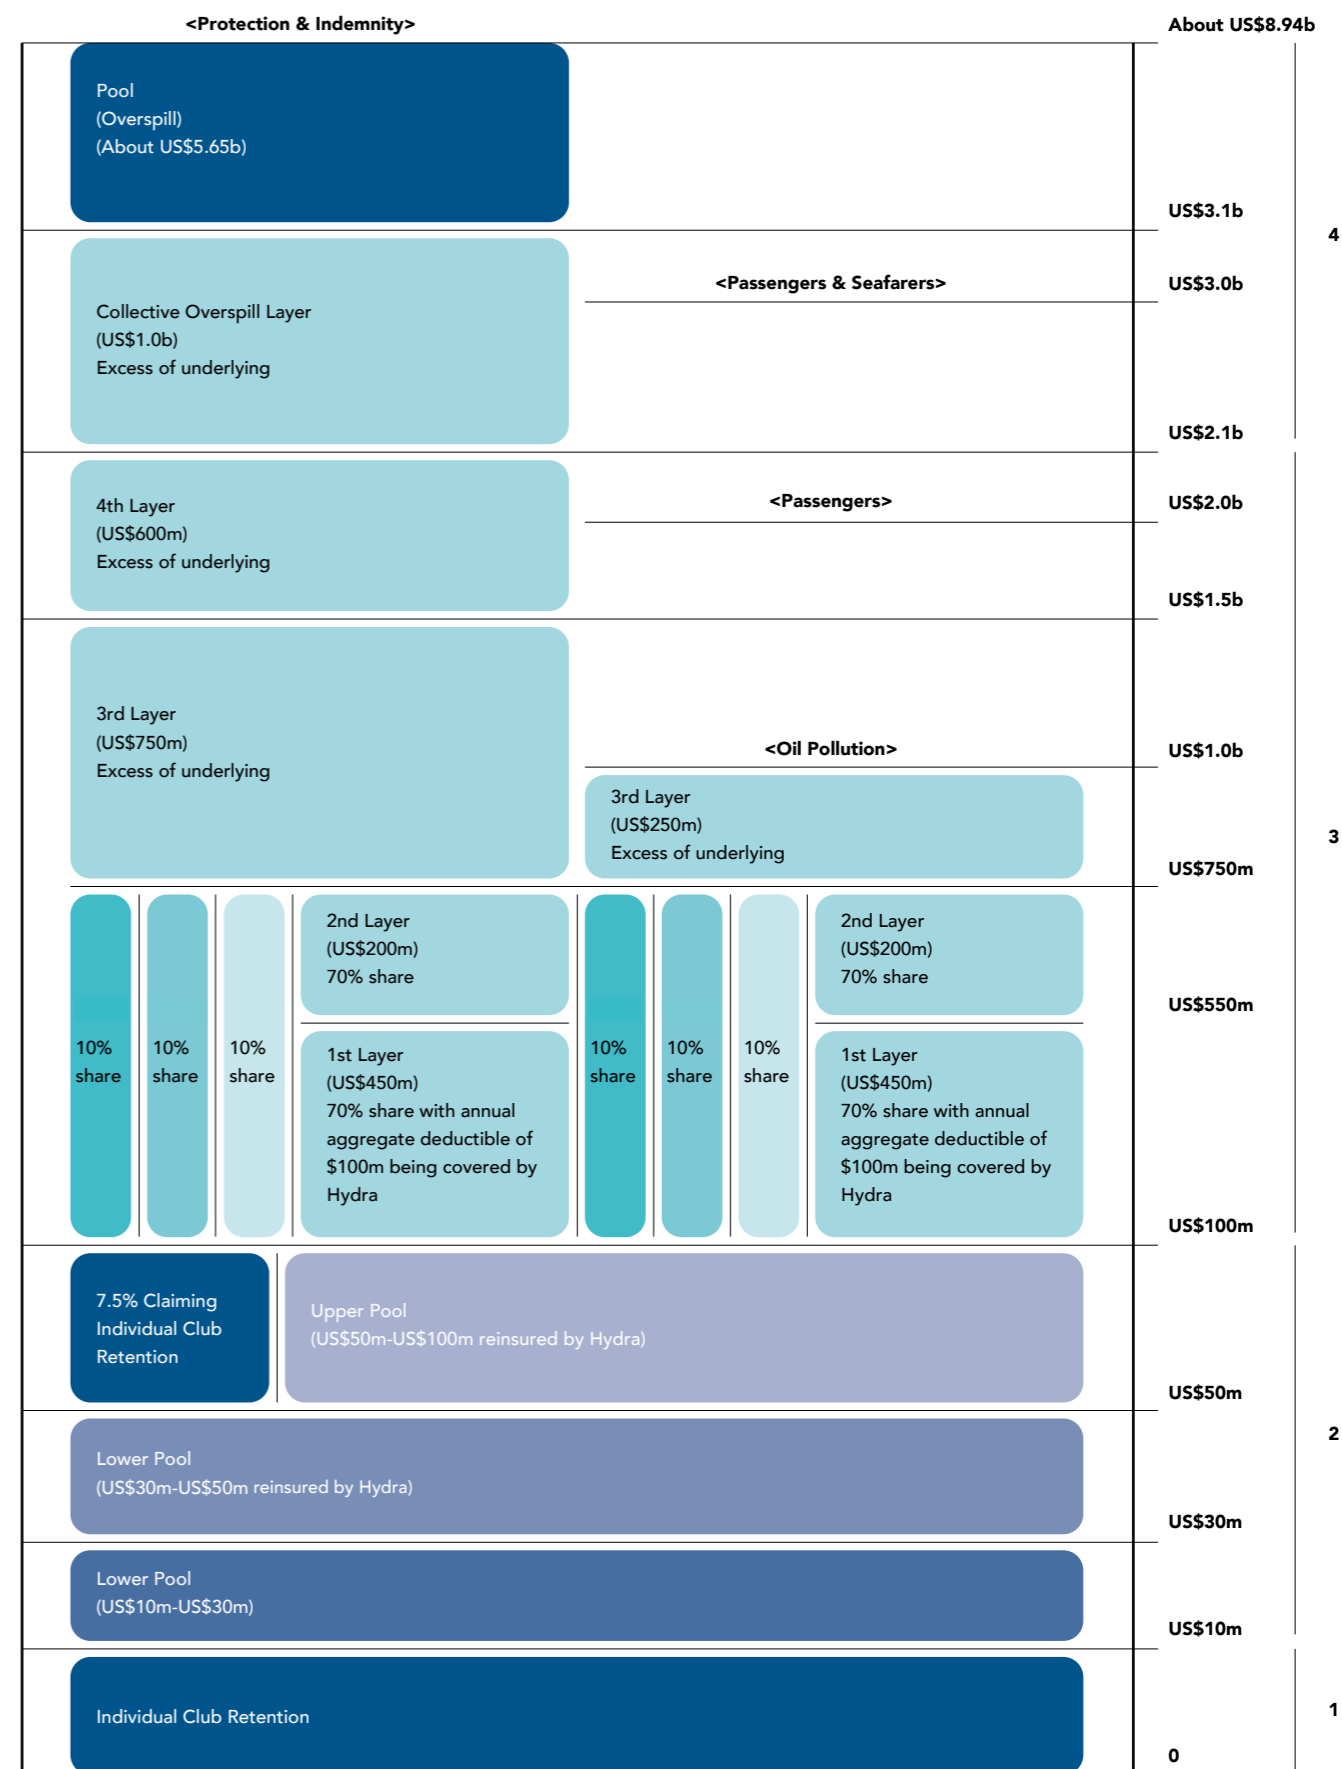 <Protection & Indemnity>
About US$8.94b
Pool
(Overspill)
(About US$5.65b)
US$3.1b
4
<Passengers & Seafarers>
US$3.0b
Collective Overspill Layer
(US$1.0b)
Excess of underlying
US$2.1b
4th Layer
(US$600m)
Excess of underlying
<Passengers>
US$2.0b
US$1.5b
3rd Layer
(US$750m)
Excess of underlying
<Oil Pollution>
US$1.0b
3rd Layer
(US$250m)
Excess of underlying
3
US$750m
10%
share
10%
share
10%
share
2nd Layer
(US$200m)
70% share
1st Layer
(US$450m)
70% share with annual
aggregate deductible of
$100m being covered by
Hydra
10%
share
10%
share
10%
share
2nd Layer
(US$200m)
70% share
US$550m
1st Layer
(US$450m)
70% share with annual
aggregate deductible of
$100m being covered by
Hydra
US$100m
7.5% Claiming
Individual Club
Retention
Upper Pool
(US$50m-US$100m reinsured by Hydra)
US$50m
2
Lower Pool
(US$30m-US$50m reinsured by Hydra)
US$30m
Lower Pool
(US$10m-US$30m)
US$10m
Individual Club Retention
1
0